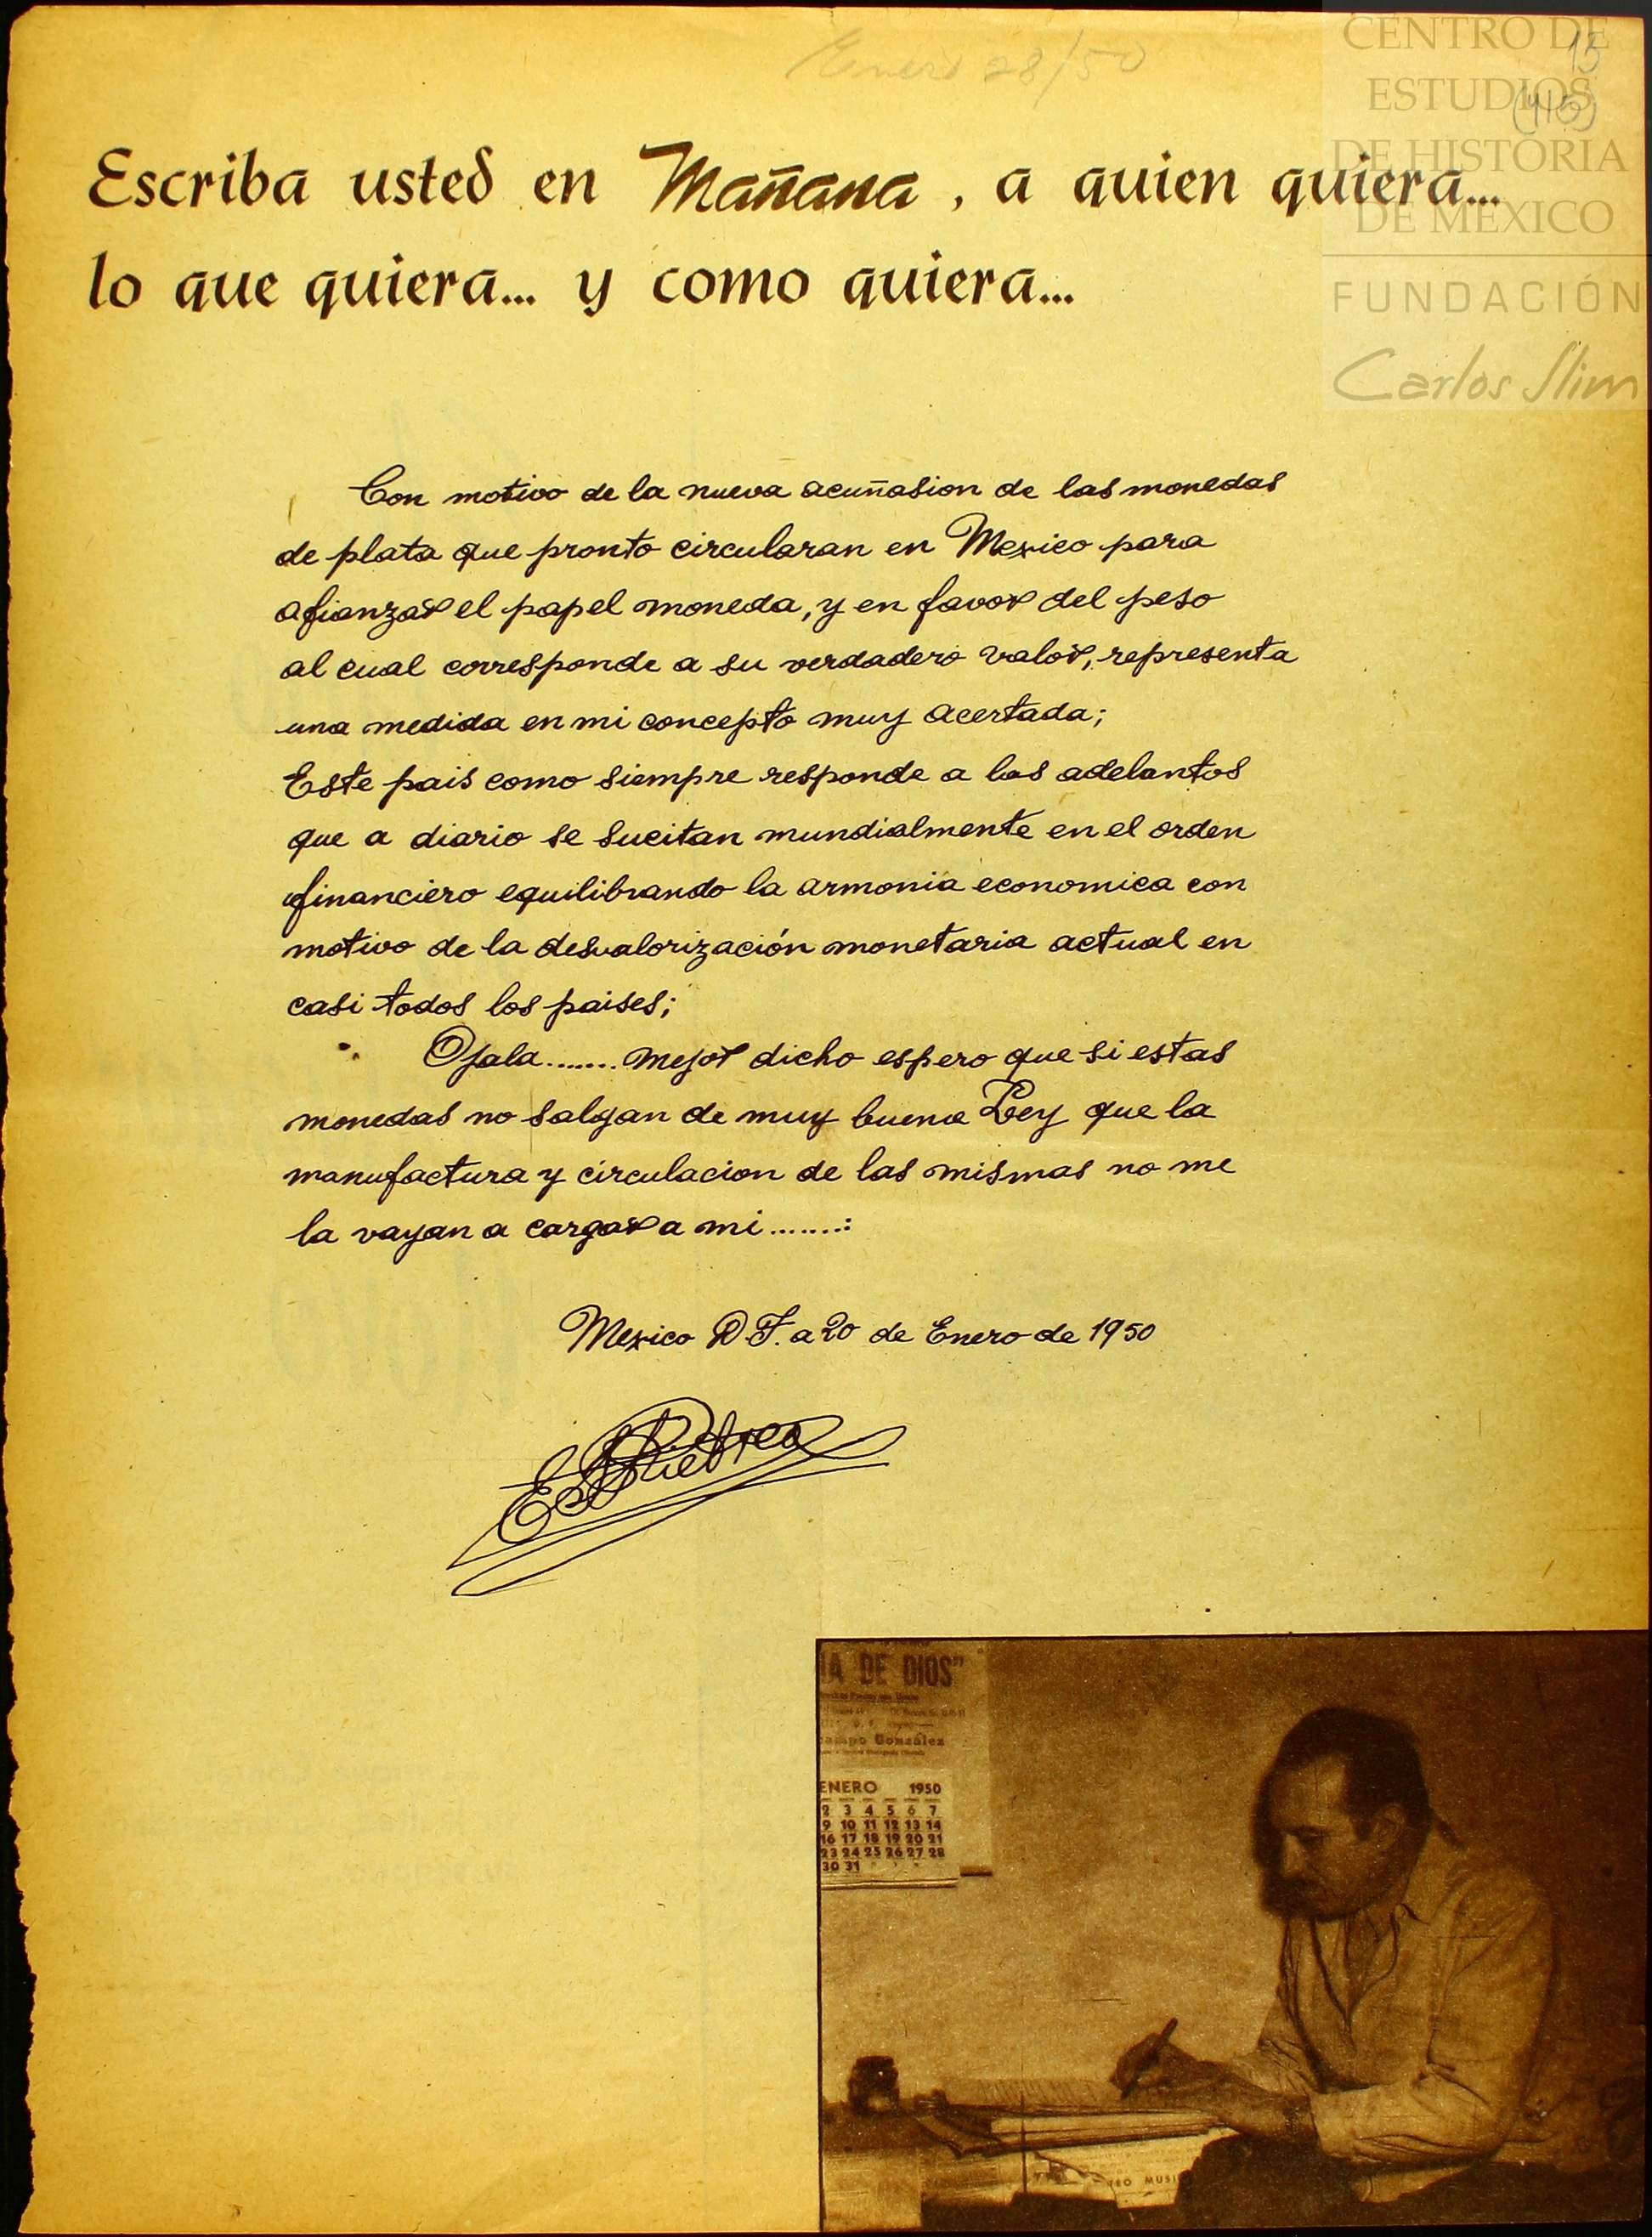 Enero 28/50
CENTRO DE
ESTUDIOS
DE HISTORIA
DE MÉXICO
FUNDACIÓN
Carlos Slim
15
Escriba usted en Mañana, a quien quiera...
lo que quiera... y como quiera...
Con motivo de la nueva acuñasion de las monedas
de plata que pronto circularan en Mexico para
afianzar el papel moneda, y en favor del peso
al cual corresponde a su verdadero valor, representa
una medida en mi concepto muy acertada;
Este pais como siempre responde a los adelantos
que a diario se sucitan mundialmente en el orden
financiero equilibrando la armonia economica con
motivo de la desvalorización monetaria actual en
casi todos los paises;
Ojala....... mejor dicho espero que si estas
monedas no salgan de muy buena Ley que la
manufactura y circulacion de las mismas no me
la vayan a cargar a mi.......:
Mexico D.F. a 20 de Enero de 1950
IA DE DIOS"
González
ENERO 1950
2 3 4 5 6 7
9 10 11 12 13 14
16 17 18 19 20 21
23 24 25 26 27 28
30 31
MUSI